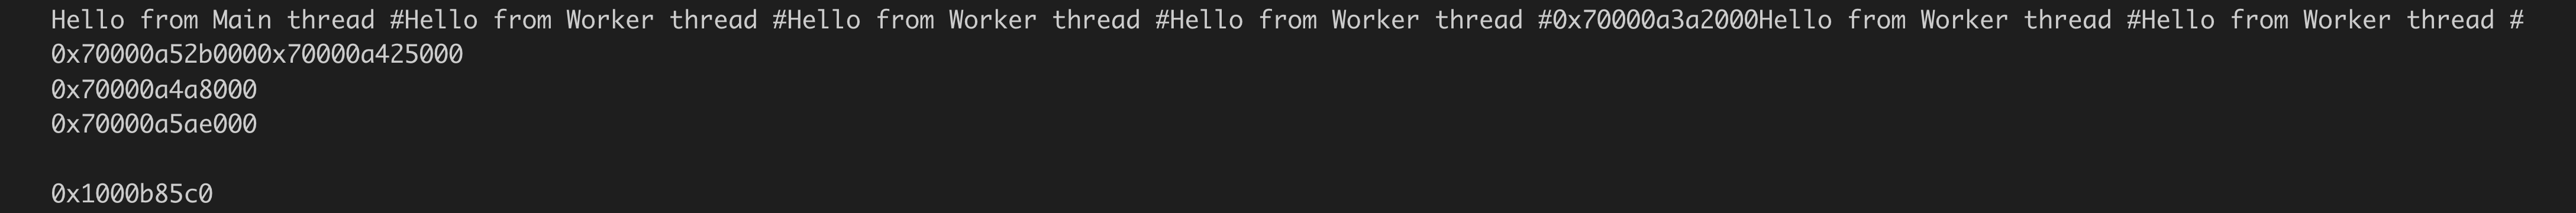 Hello from Main thread #Hello from Worker thread #Hello from Worker thread #Hello from Worker thread #0x70000a3a2000Hello from Worker thread #Hello from Worker thread #
0x70000a52b0000x70000a425000
0x70000a4a8000
0x70000a5ae000
0x1000b85c0